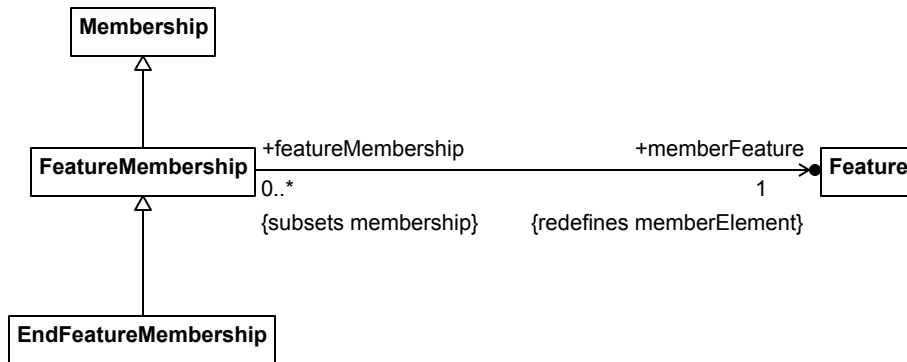 Membership
+featureMembership
+memberFeature
FeatureMembership
Feature
0..*
1
{subsets membership}
{redefines memberElement}
EndFeatureMembership